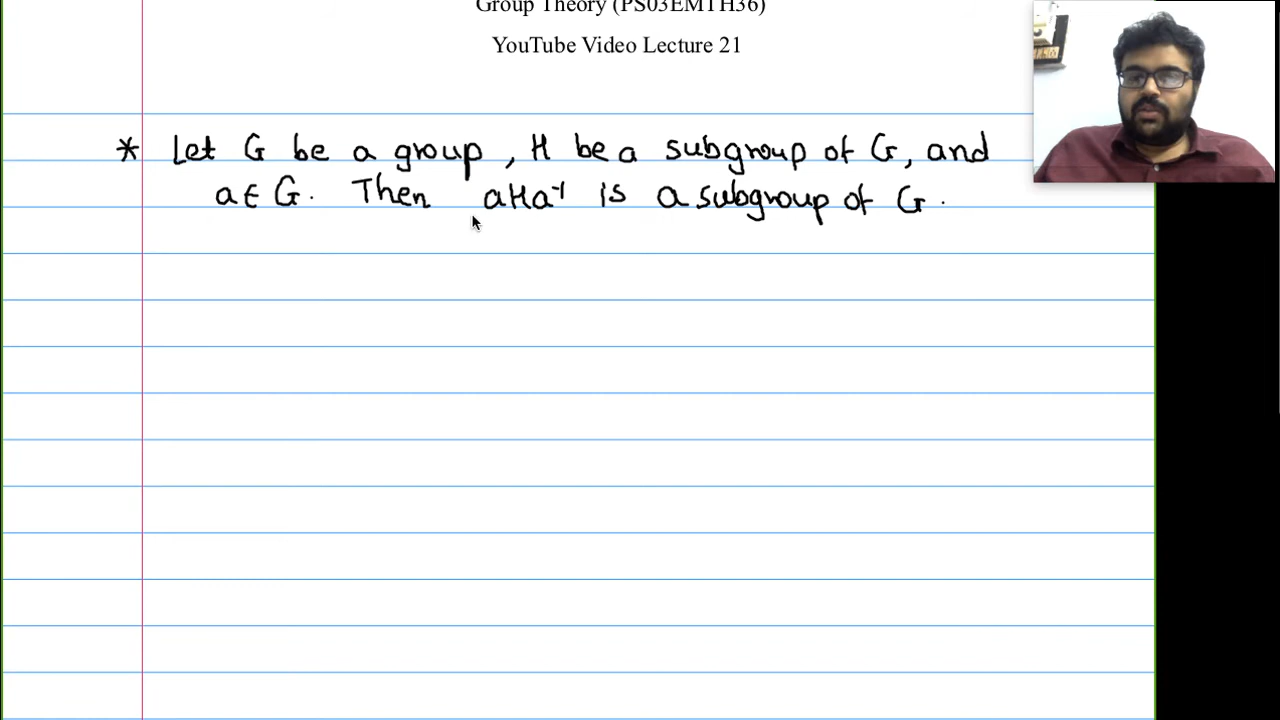 Group Theory (PS03EMTH36)
YouTube Video Lecture 21
* Let G be a group, H be a subgroup of G, and
a ∈ G. Then aHa⁻¹ is a subgroup of G.